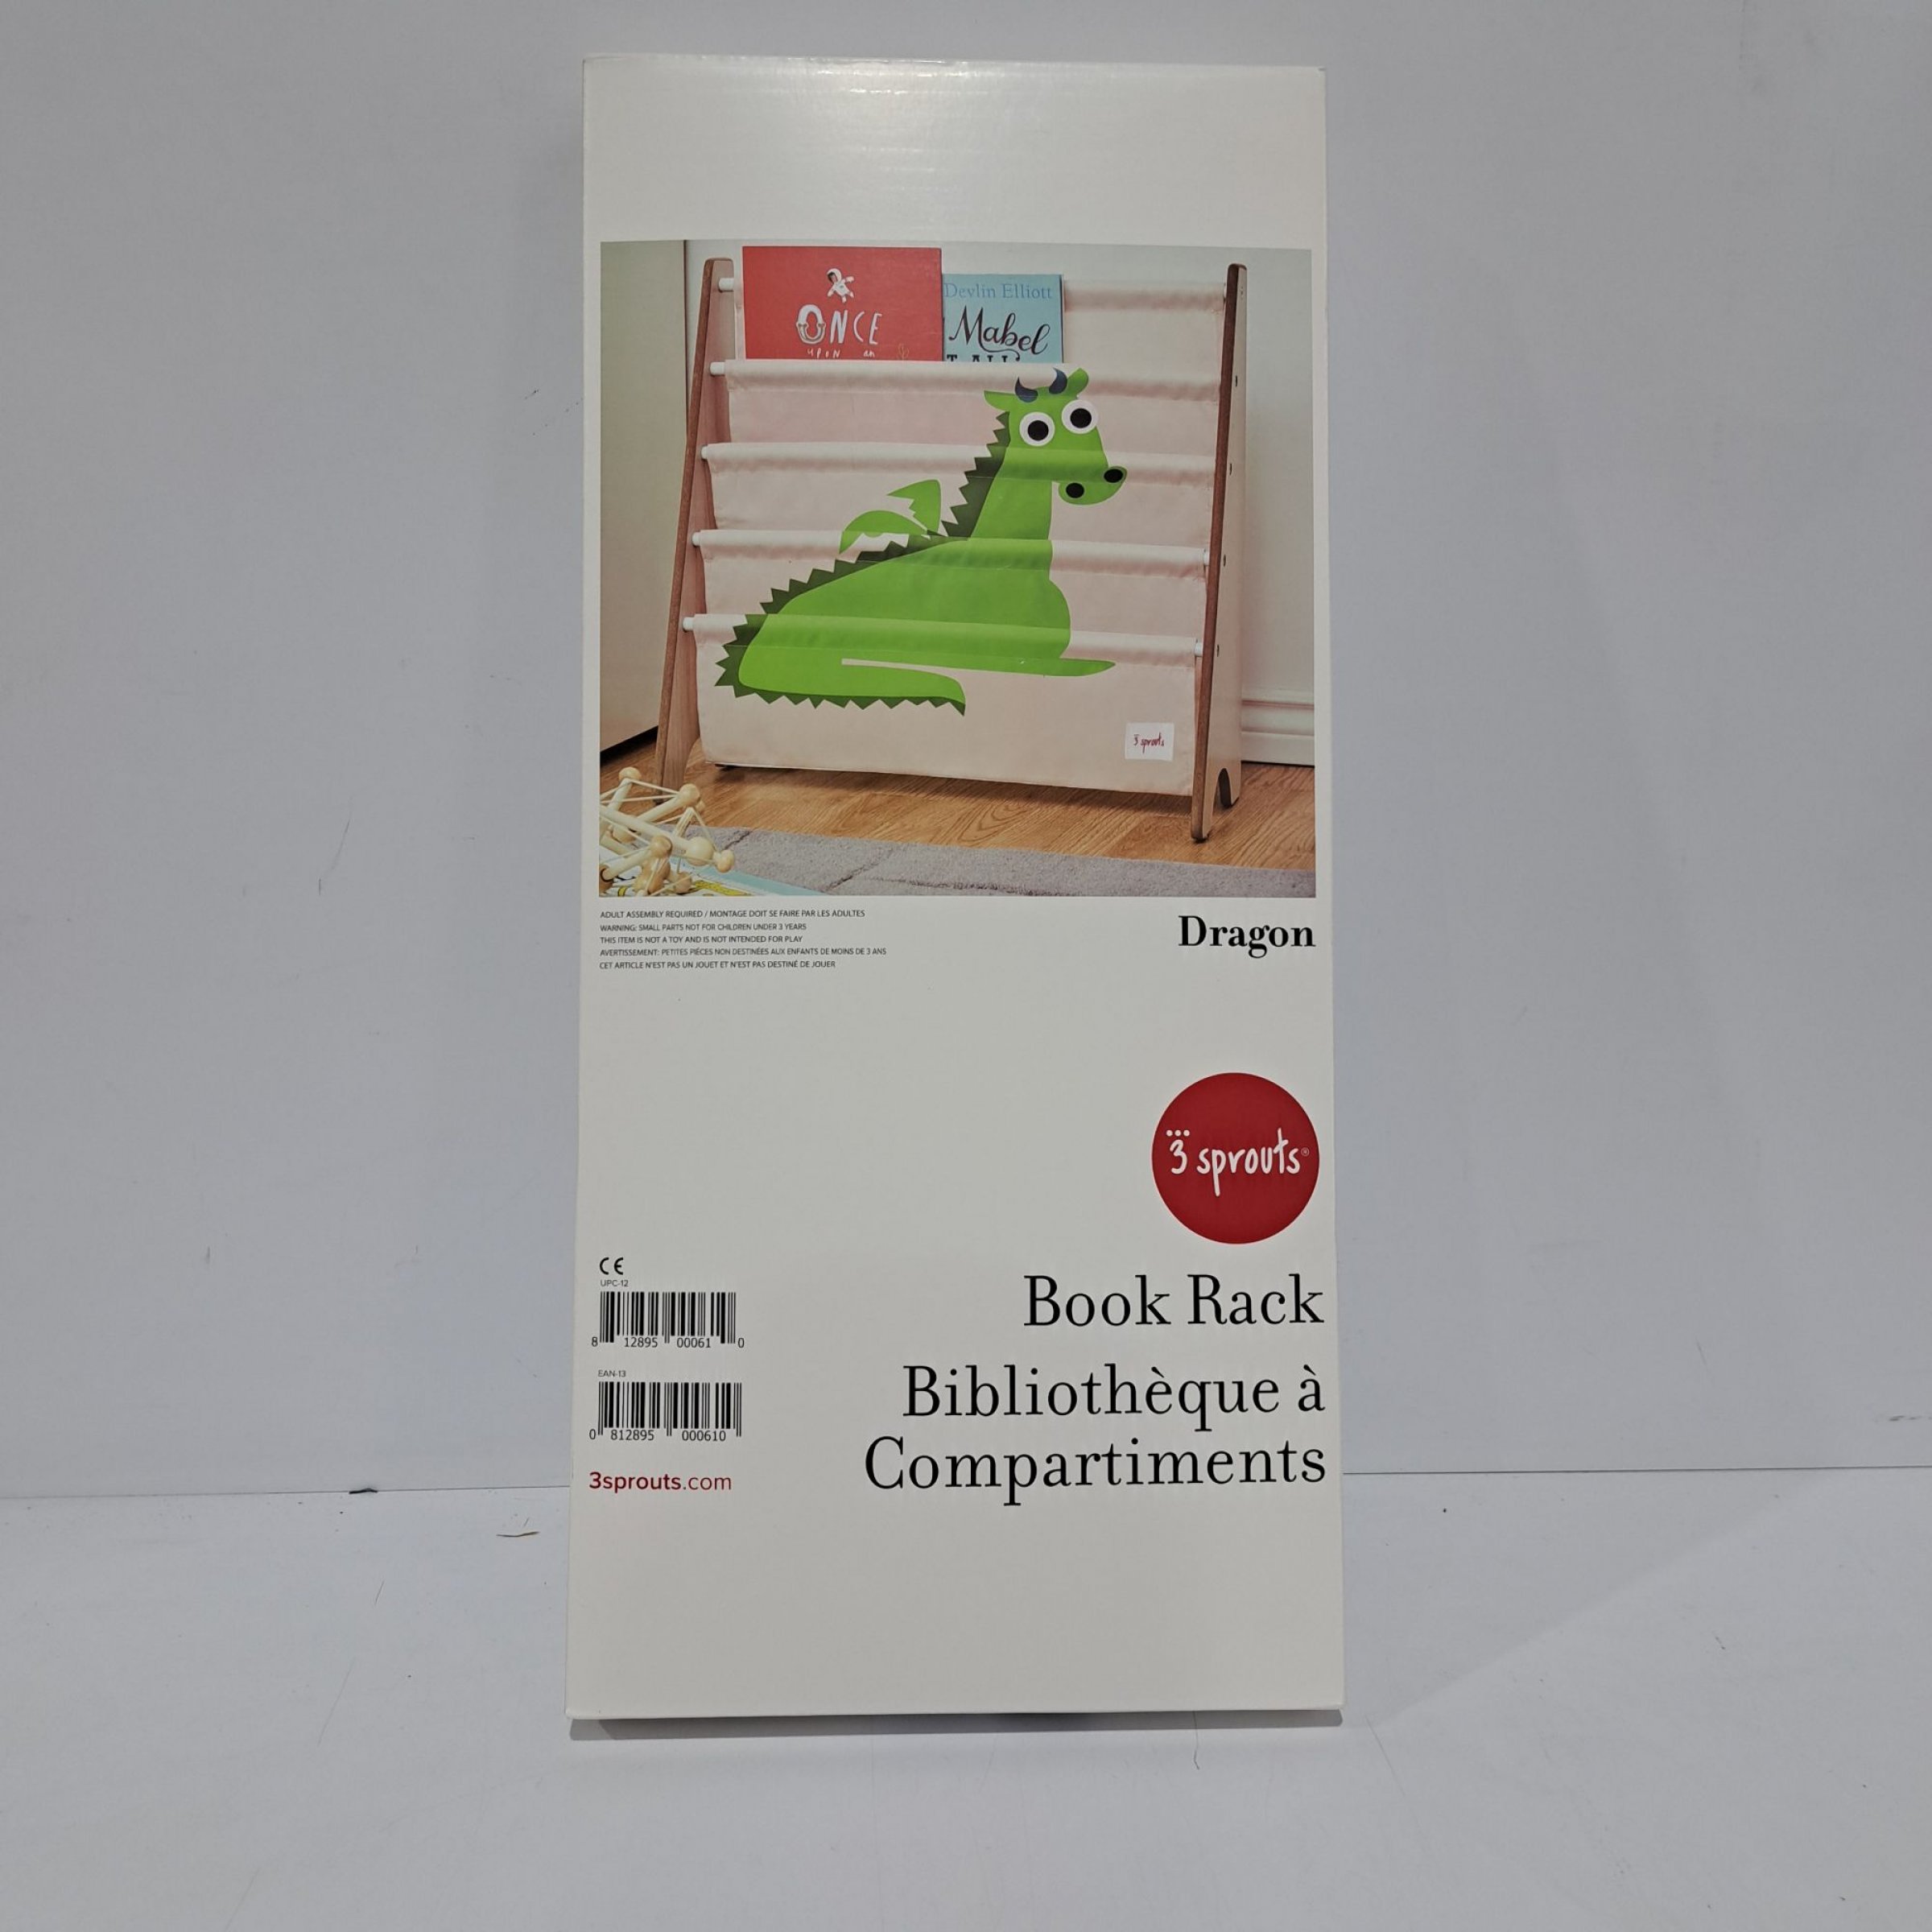 ONCE
UPON an
Devlin Elliott
Mabel
3 sprouts
ADULT ASSEMBLY REQUIRED / MONTAGE DOIT SE FAIRE PAR LES ADULTES
WARNING: SMALL PARTS NOT FOR CHILDREN UNDER 3 YEARS
THIS ITEM IS NOT A TOY AND IS NOT INTENDED FOR PLAY
AVERTISSEMENT: PETITES PIÈCES NON DESTINÉES AUX ENFANTS DE MOINS DE 3 ANS
CET ARTICLE N'EST PAS UN JOUET ET N'EST PAS DESTINÉ DE JOUER
Dragon
3 sprouts®
CE
UPC-12
8 12895 00061 0
EAN-13
0 812895 000610
3sprouts.com
Book Rack
Bibliothèque à
Compartiments